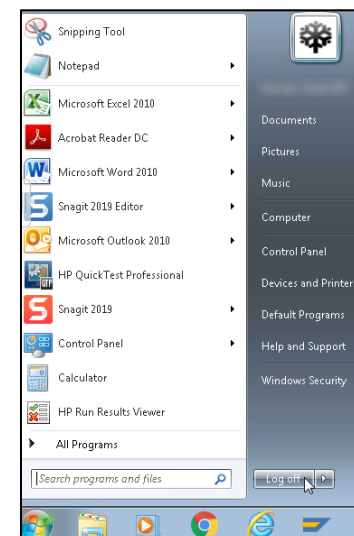 Snipping Tool
Notepad
Microsoft Excel 2010
Acrobat Reader DC
Microsoft Word 2010
Snagit 2019 Editor
Microsoft Outlook 2010
HP QuickTest Professional
Snagit 2019
Control Panel
Calculator
HP Run Results Viewer
All Programs
Search programs and files
Documents
Pictures
Music
Computer
Control Panel
Devices and Printer
Default Programs
Help and Support
Windows Security
Log off